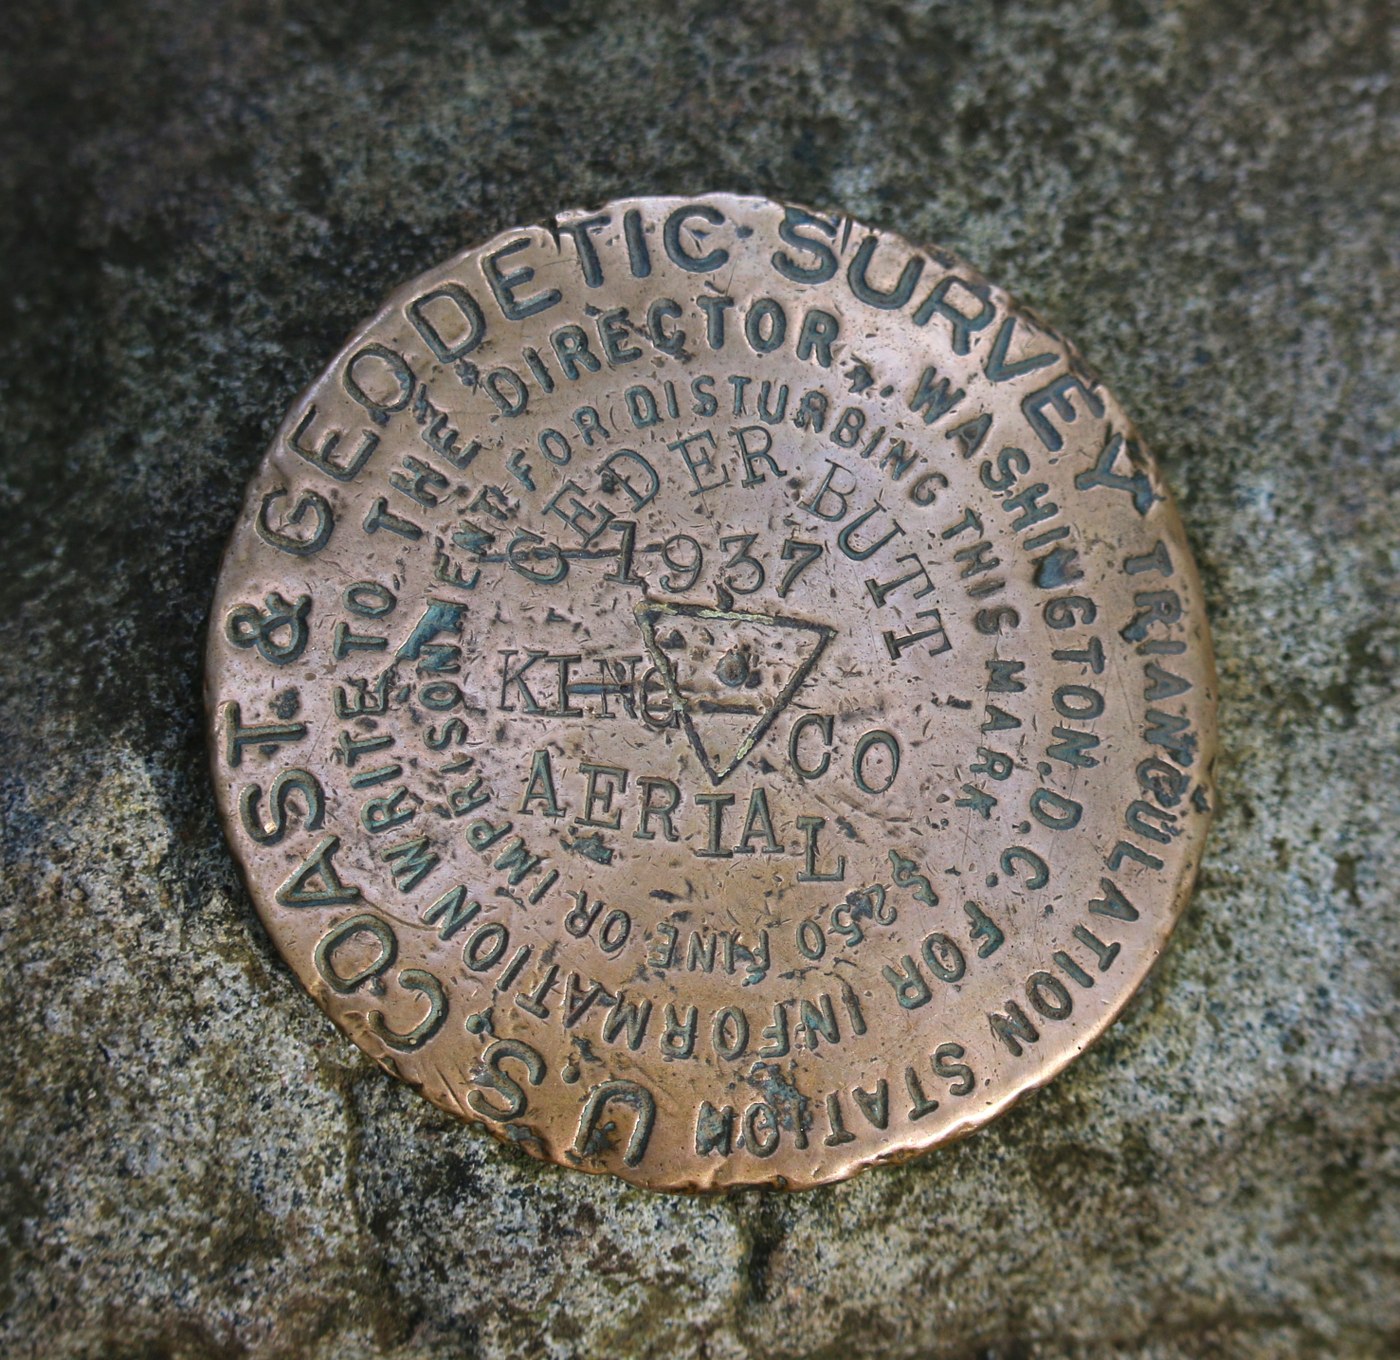 U.S. COAST & GEODETIC SURVEY
TRIANGULATION STATION
FOR INFORMATION WRITE TO THE DIRECTOR, WASHINGTON, D.C.
$250 FINE OR IMPRISONMENT FOR DISTURBING THIS MARK.
CEDER BUTT
1937
KING CO
AERIAL